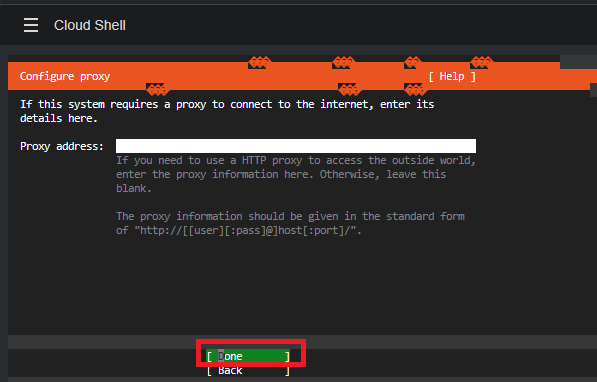 Cloud Shell
Configure proxy [ Help ]
If this system requires a proxy to connect to the internet, enter its
details here.
Proxy address:
If you need to use a HTTP proxy to access the outside world,
enter the proxy information here. Otherwise, leave this
blank.
The proxy information should be given in the standard form
of "http://[[user][:pass]@]host[:port]/".
[ Done ]
[ Back ]